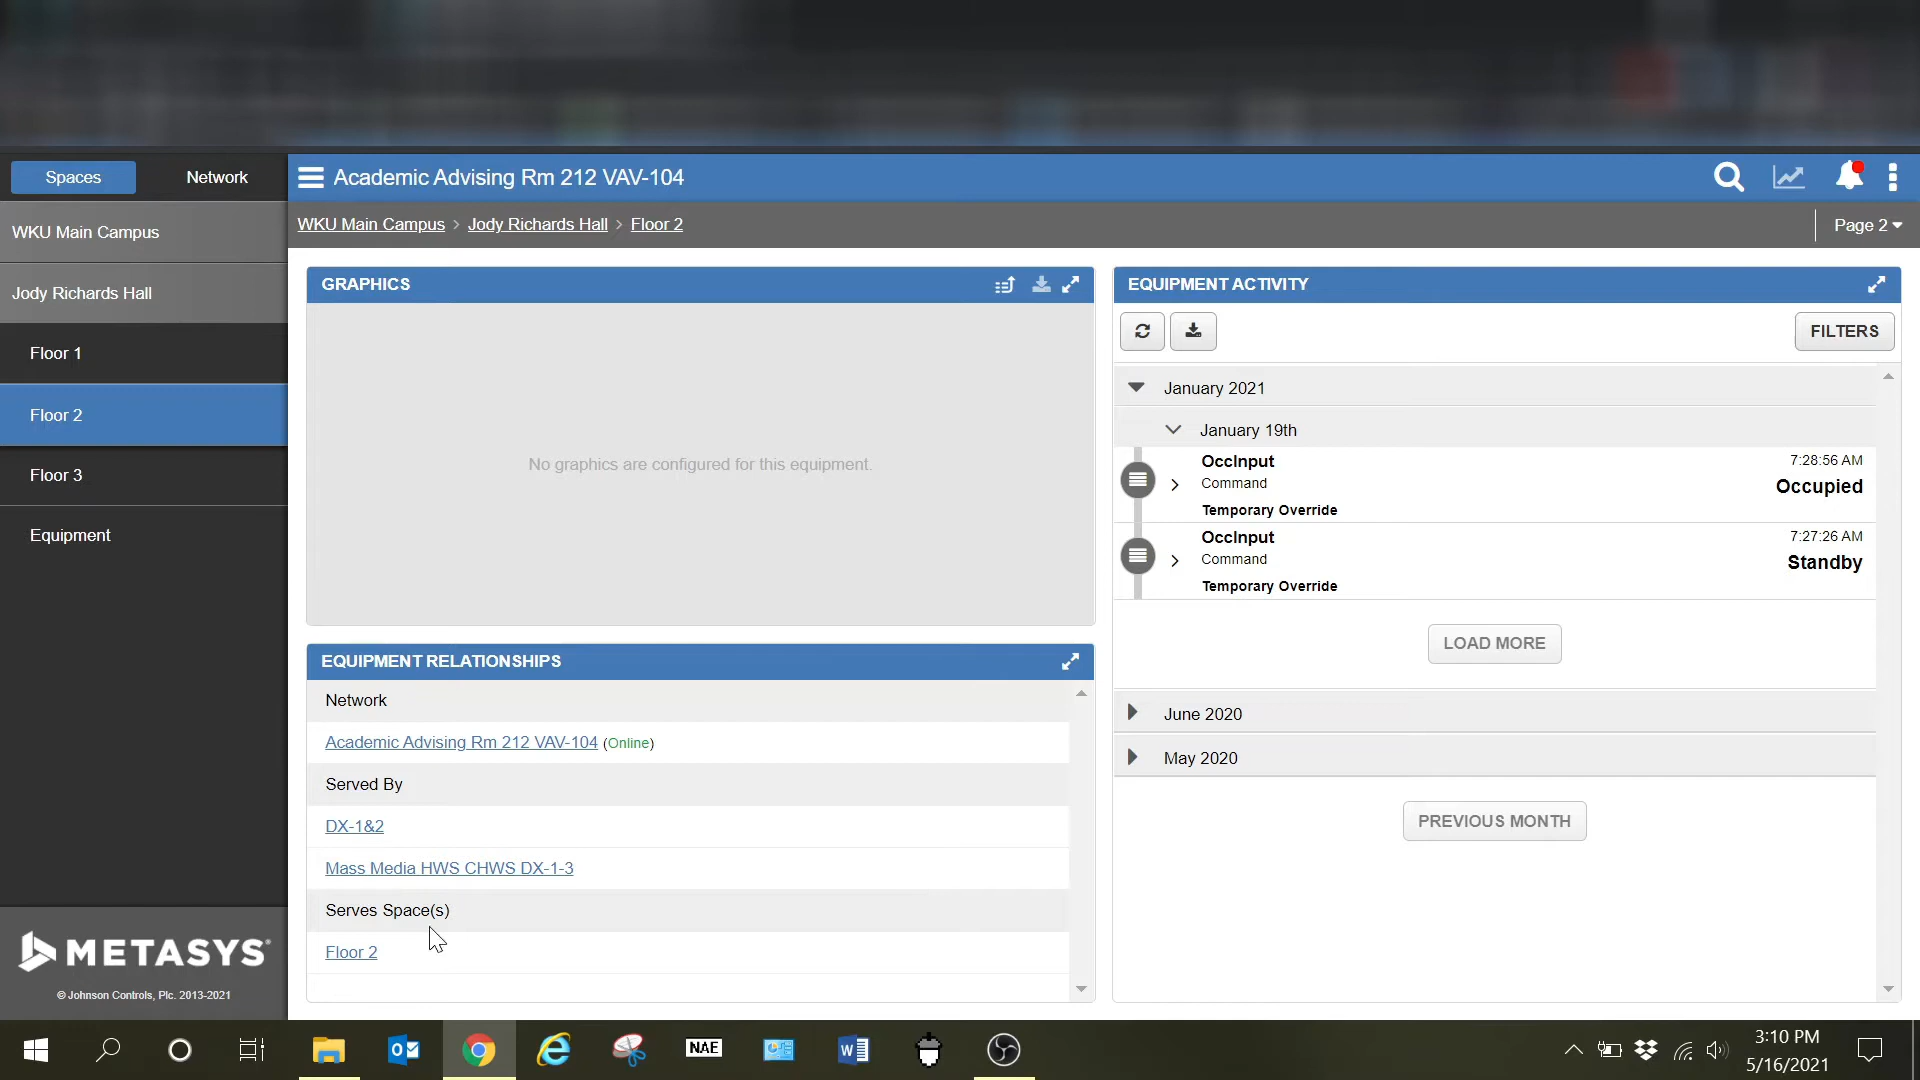 Spaces
Network
Academic Advising Rm 212 VAV-104
WKU Main Campus
WKU Main Campus > Jody Richards Hall > Floor 2
Page 2
Jody Richards Hall
Floor 1
Floor 2
Floor 3
Equipment
GRAPHICS
No graphics are configured for this equipment.
EQUIPMENT RELATIONSHIPS
Network
Academic Advising Rm 212 VAV-104 (Online)
Served By
DX-1&2
Mass Media HWS CHWS DX-1-3
Serves Space(s)
Floor 2
EQUIPMENT ACTIVITY
FILTERS
January 2021
January 19th
OccInput
7:28:56 AM
Command
Occupied
Temporary Override
OccInput
7:27:26 AM
Command
Standby
Temporary Override
LOAD MORE
June 2020
May 2020
PREVIOUS MONTH
METASYS®
© Johnson Controls, Plc. 2013-2021
NAE
3:10 PM
5/16/2021